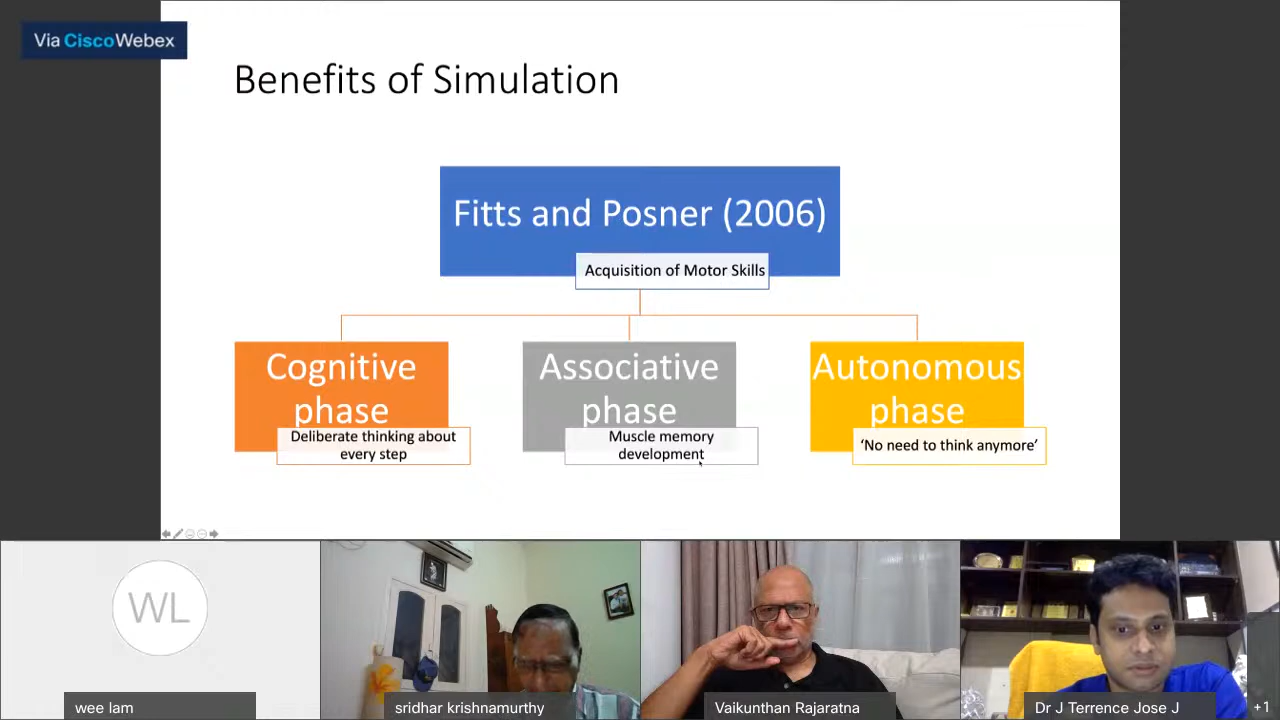 Via CiscoWebex
Benefits of Simulation
Fitts and Posner (2006)
Acquisition of Motor Skills
Cognitive
phase
Deliberate thinking about
every step
Associative
phase
Muscle memory
development
Autonomous
phase
‘No need to think anymore’
WL
wee lam
sridhar krishnamurthy
Vaikunthan Rajaratna
Dr J Terrence Jose J
+1